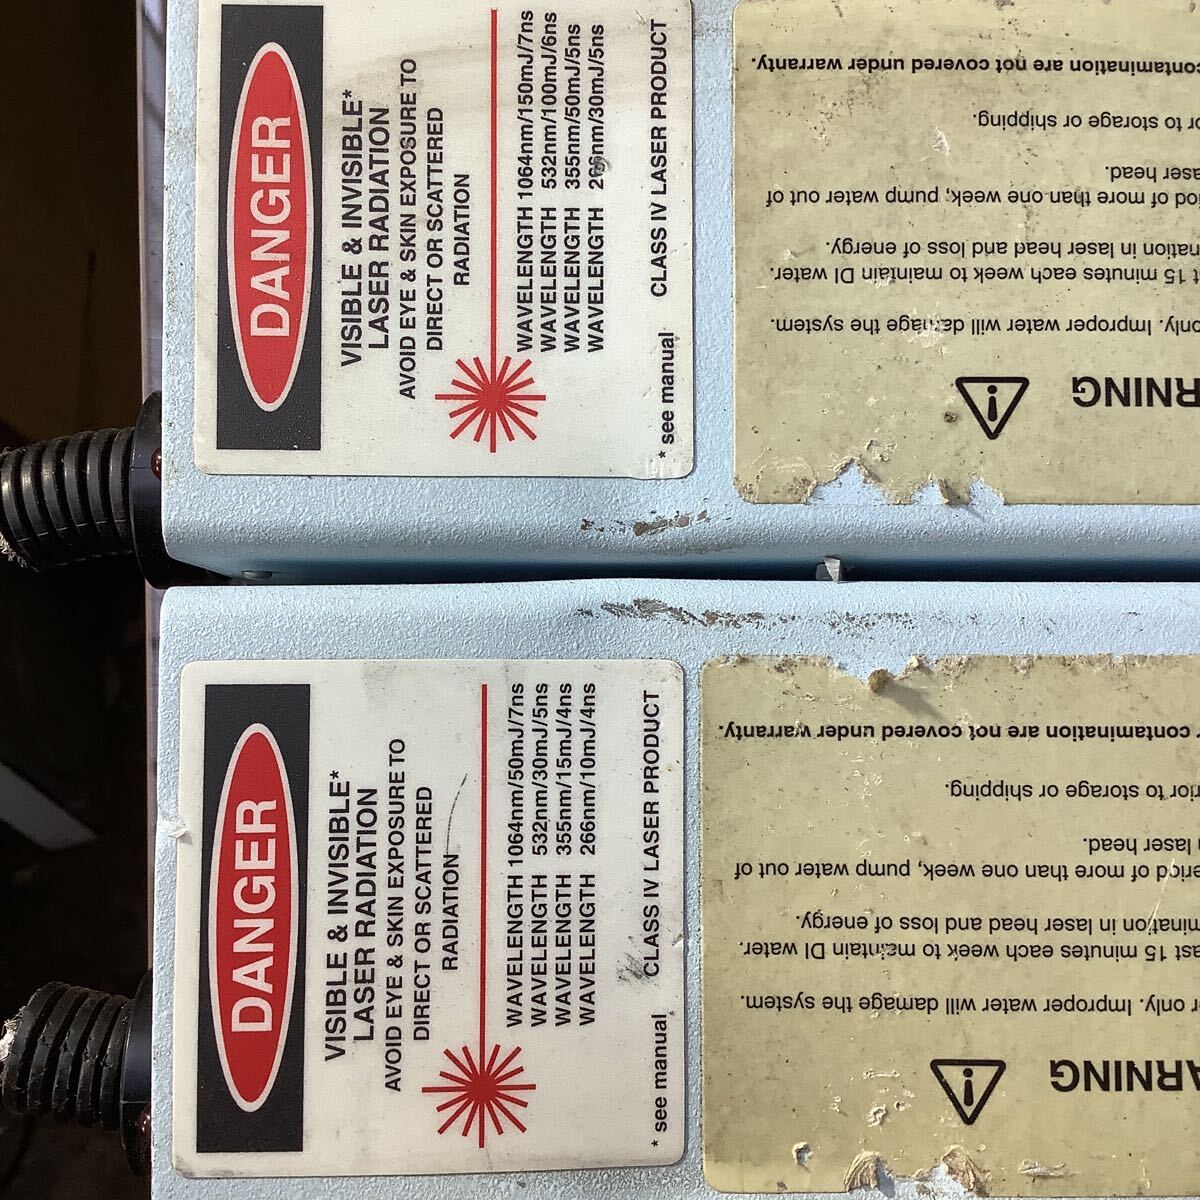 DANGER
VISIBLE & INVISIBLE*
LASER RADIATION
AVOID EYE & SKIN EXPOSURE TO
DIRECT OR SCATTERED
RADIATION
WAVELENGTH 1064nm/150mJ/7ns
WAVELENGTH 532nm/100mJ/6ns
WAVELENGTH 355nm/50mJ/5ns
WAVELENGTH 266nm/30mJ/5ns
* see manual CLASS IV LASER PRODUCT
ARNING
only. Improper water will damage the system.
t 15 minutes each week to maintain DI water.
nation in laser head and loss of energy.
iod of more than one week, pump water out of
laser head.
or to storage or shipping.
contamination are not covered under warranty.
DANGER
VISIBLE & INVISIBLE*
LASER RADIATION
AVOID EYE & SKIN EXPOSURE TO
DIRECT OR SCATTERED
RADIATION
WAVELENGTH 1064nm/50mJ/7ns
WAVELENGTH 532nm/30mJ/5ns
WAVELENGTH 355nm/15mJ/4ns
WAVELENGTH 266nm/10mJ/4ns
* see manual CLASS IV LASER PRODUCT
ARNING
r only. Improper water will damage the system.
ast 15 minutes each week to maintain DI water.
mination in laser head and loss of energy.
eriod of more than one week, pump water out of
laser head.
rior to storage or shipping.
r contamination are not covered under warranty.